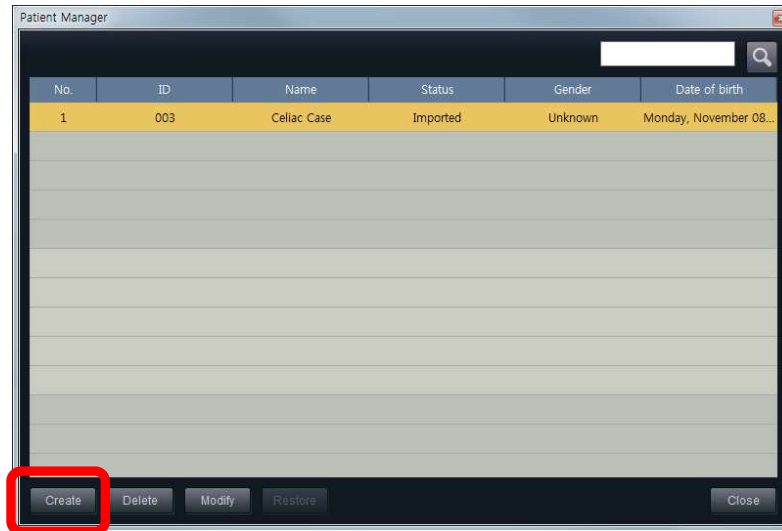 Patient Manager
No. ID Name Status Gender Date of birth
1 003 Celiac Case Imported Unknown Monday, November 08...
Create Delete Modify Restore Close